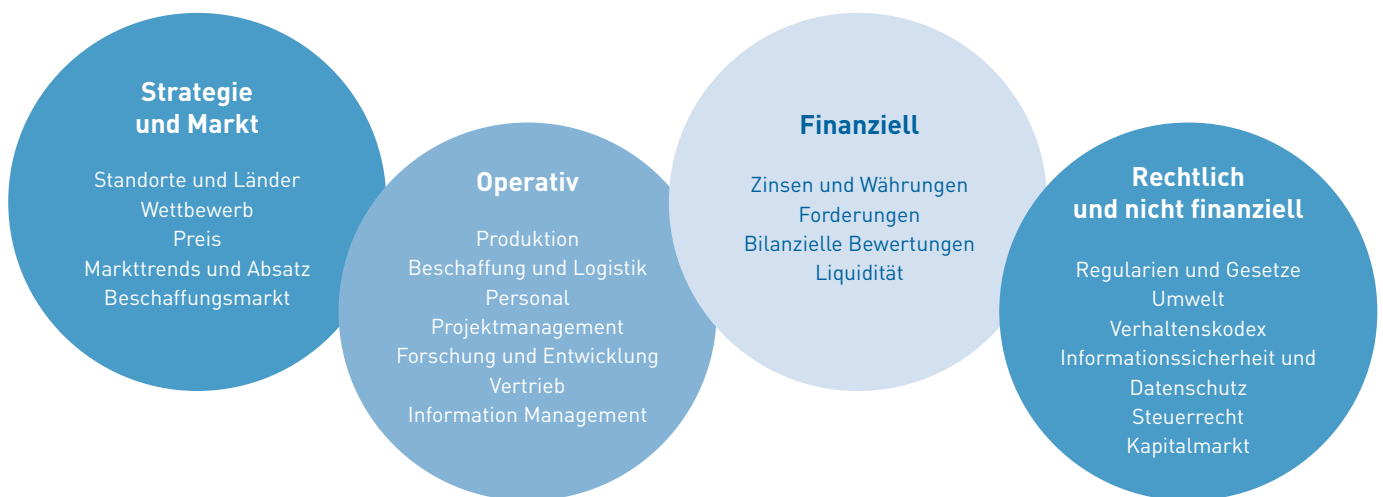 Strategie
und Markt
Standorte und Länder
Wettbewerb
Preis
Markttrends und Absatz
Beschaffungsmarkt
Operativ
Produktion
Beschaffung und Logistik
Personal
Projektmanagement
Forschung und Entwicklung
Vertrieb
Information Management
Finanziell
Zinsen und Währungen
Forderungen
Bilanzielle Bewertungen
Liquidität
Rechtlich
und nicht finanziell
Regularien und Gesetze
Umwelt
Verhaltenskodex
Informationssicherheit und
Datenschutz
Steuerrecht
Kapitalmarkt